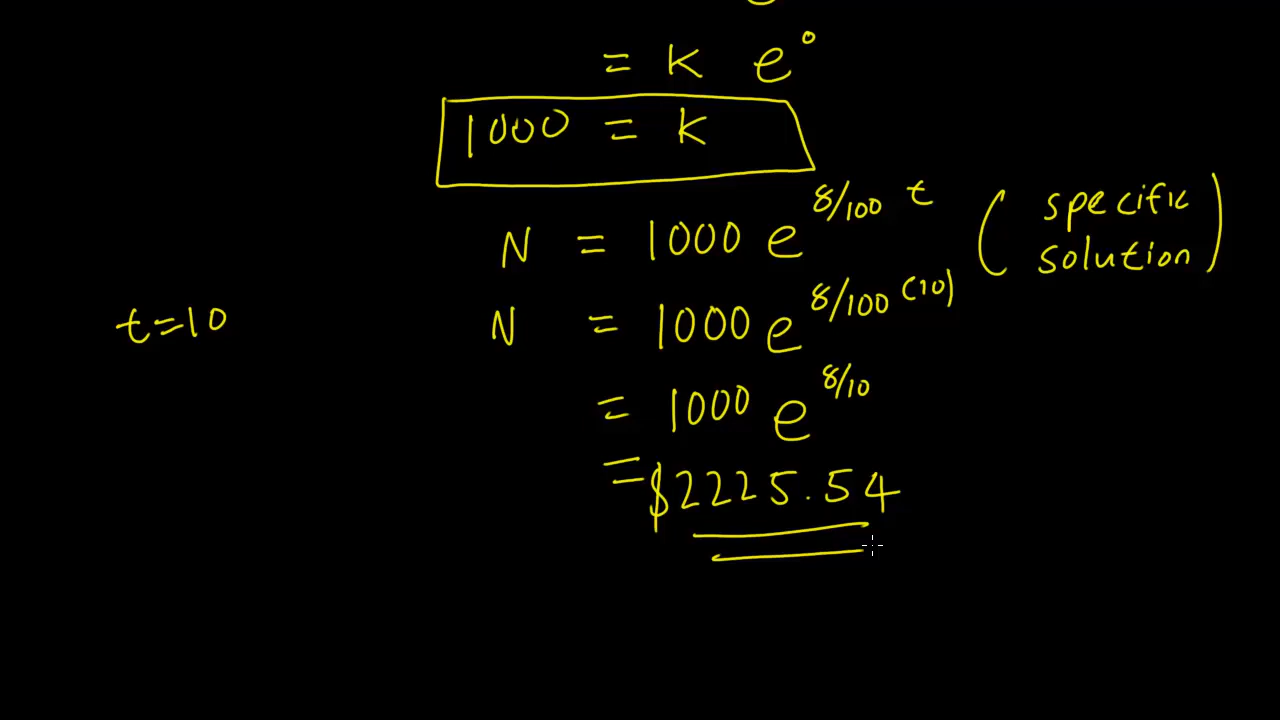 = k e⁰
1000 = k
N = 1000 e^{8/100 t} ( specific solution )
t=10 N = 1000 e^{8/100 (10)}
= 1000 e^{8/10}
= $2225.54